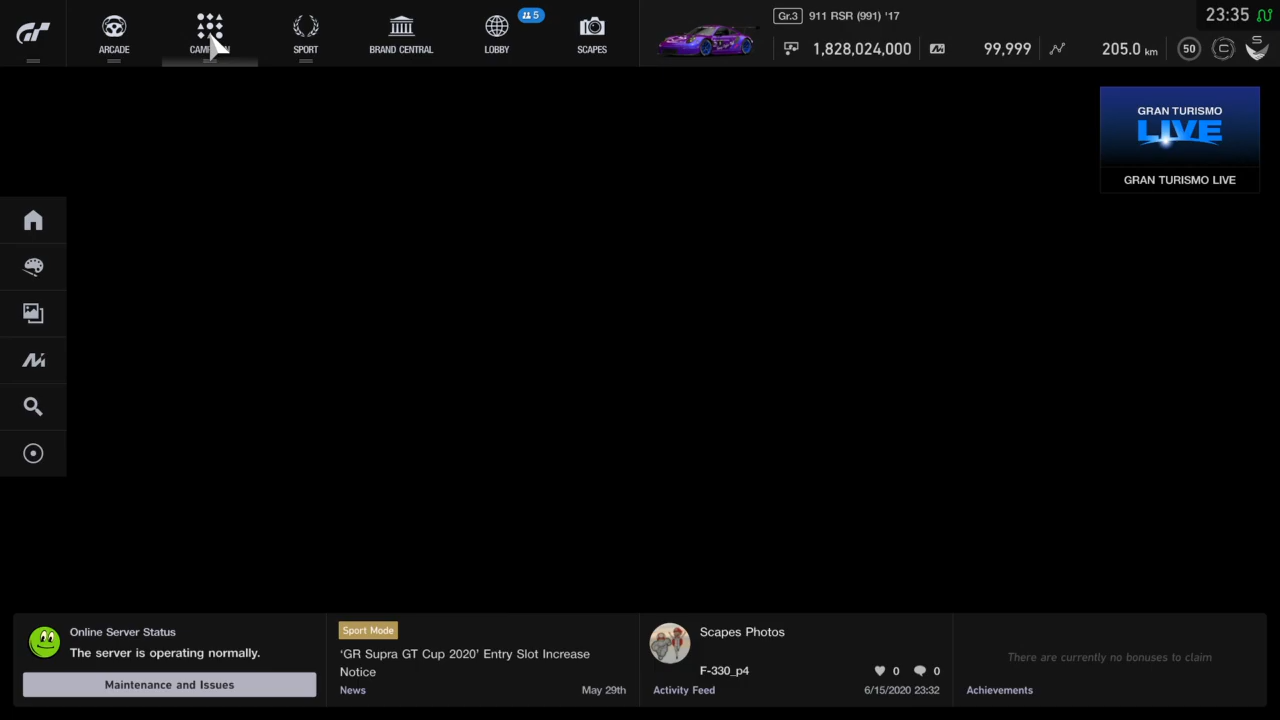 ARCADE
SPORT
BRAND CENTRAL
LOBBY
5
SCAPES
Gr.3 911 RSR (991) '17
1,828,024,000
99,999
205.0 km
50
C
S
23:35
GRAN TURISMO
LIVE
GRAN TURISMO LIVE
Online Server Status
The server is operating normally.
Maintenance and Issues
Sport Mode
‘GR Supra GT Cup 2020’ Entry Slot Increase
Notice
News
May 29th
Scapes Photos
F-330_p4
0
0
Activity Feed
6/15/2020 23:32
There are currently no bonuses to claim
Achievements